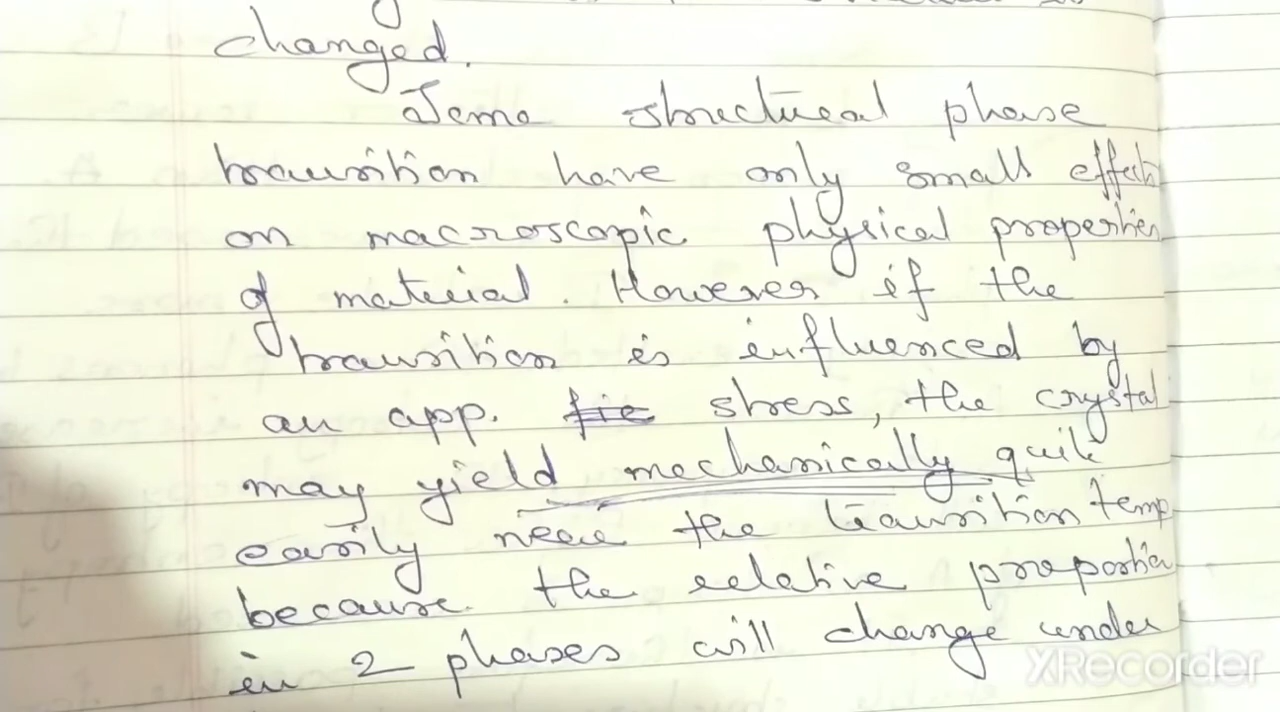 changed.
Some structural phase
transition have only small effects
on macroscopic physical properties
of material. However if the
transition is influenced by
an app. stress, the crystal
may yield mechanically quite
easily near the transition temp
because the relative proportion
in 2 phases will change under
XRecorder